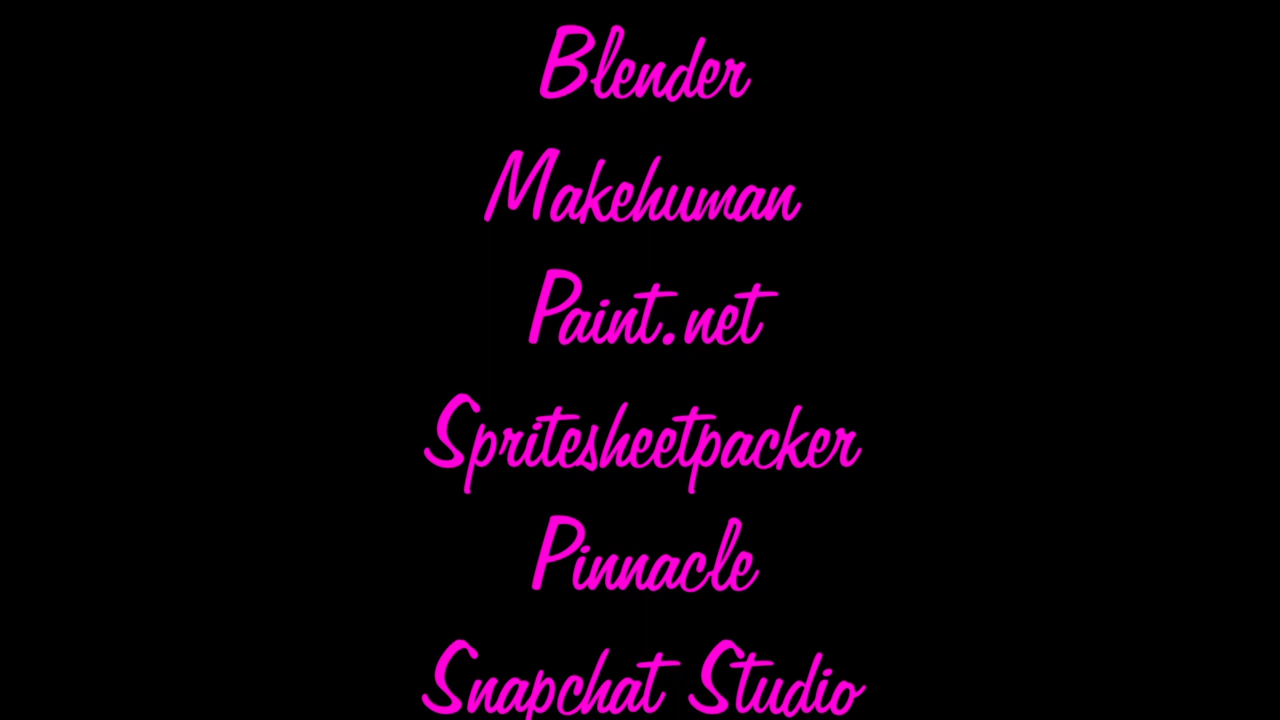 Blender
Makehuman
Paint.net
Spritesheetpacker
Pinnacle
Snapchat Studio